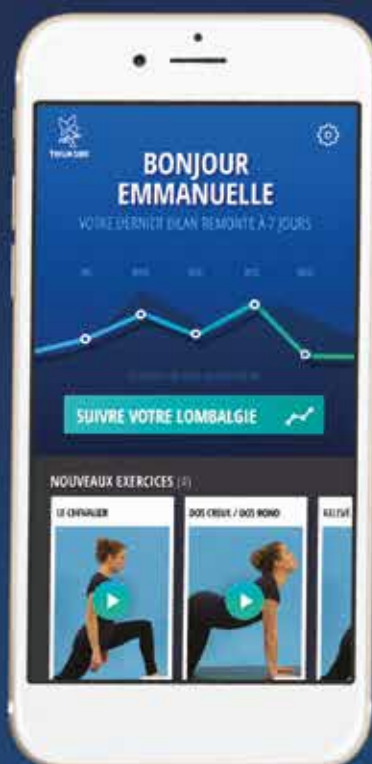 BONJOUR
EMMANUELLE
VOTRE DERNIER BILAN REMONTE À 7 JOURS
SUIVRE VOTRE LOMBALGIE
NOUVEAUX EXERCICES (4)
LE CHEVALIER
DOS CREUX / DOS ROND
RELEVÉ